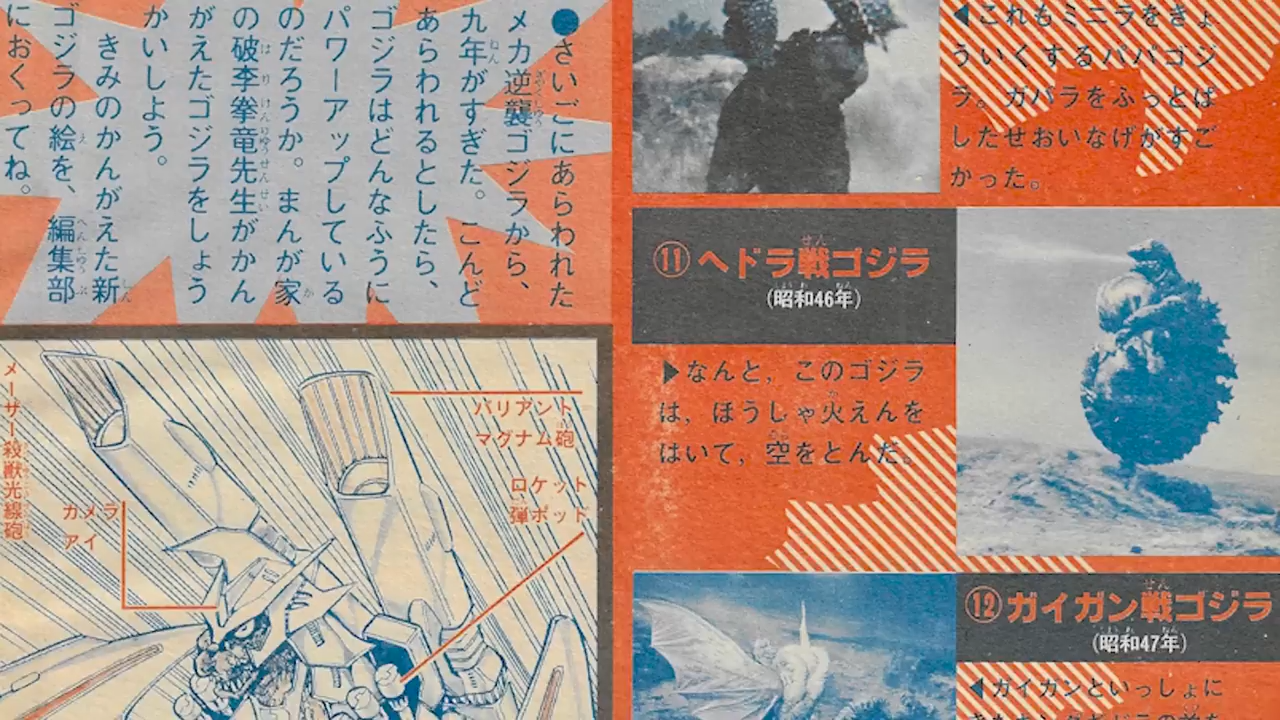 ●さいごにあらわれた
メカ逆襲ゴジラから、
九年がすぎた。こんど
あらわれるとしたら、
ゴジラはどんなふうに
パワーアップしている
のだろうか。まんが家
の破李拳竜先生がかん
がえたゴジラをしょう
かいしよう。
きみのかんがえた新
ゴジラの絵を、編集部
におくってね。
メーサー殺獣光線砲
カメラ
アイ
バリアント
マグナム砲
ロケット
弾ポッド
◀これもミニラをきょ
ういくするパパゴジ
ラ。ガバラをふっとば
したせおいなげがすご
かった。
⑪ヘドラ戦ゴジラ
(昭和46年)
▶なんと，このゴジラ
は，ほうしゃ火えんを
はいて，空をとんだ。
⑫ガイガン戦ゴジラ
(昭和47年)
◀ガイガンといっしょに